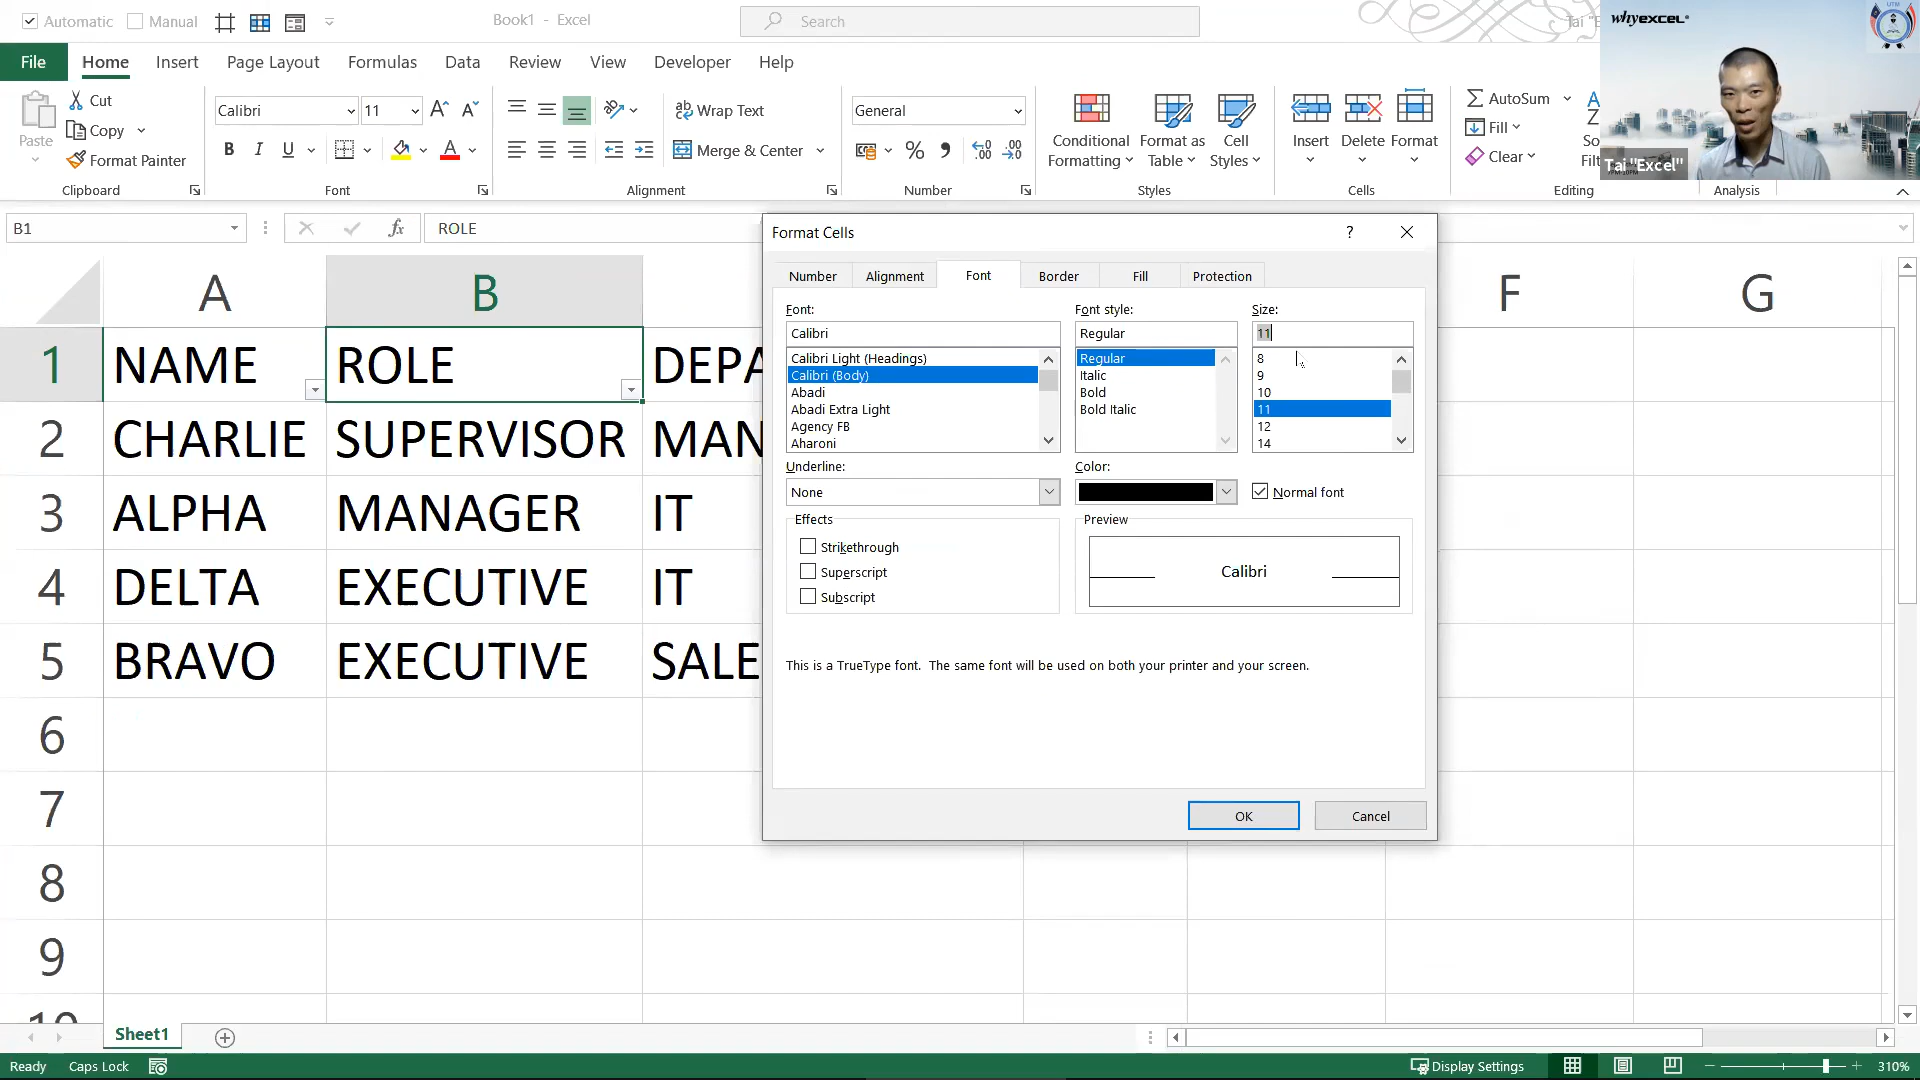 Automatic Manual Book1 - Excel Search Tai "E
whyEXCEL®
UTM
File Home Insert Page Layout Formulas Data Review View Developer Help
Paste Cut Copy Format Painter
Calibri 11 B I U
Wrap Text
Merge & Center
General
% 9
Conditional Formatting Format as Table Cell Styles
Insert Delete Format
AutoSum
Fill
Clear
So
Filt
Tai "Excel"
Clipboard Font Alignment Number Styles Cells Editing Analysis
B1 fx ROLE
A B F G
1 NAME ROLE DEPA
2 CHARLIE SUPERVISOR MAN
3 ALPHA MANAGER IT
4 DELTA EXECUTIVE IT
5 BRAVO EXECUTIVE SALE
6
7
8
9
10
Format Cells ?
Number Alignment Font Border Fill Protection
Font: Font style: Size:
Calibri Regular 11
Calibri Light (Headings) Regular 8
Calibri (Body) Italic 9
Abadi Bold 10
Abadi Extra Light Bold Italic 11
Agency FB 12
Aharoni 14
Underline: Color:
None Normal font
Effects Preview
Strikethrough
Superscript Calibri
Subscript
This is a TrueType font. The same font will be used on both your printer and your screen.
OK Cancel
Sheet1
Ready Caps Lock Display Settings 310%